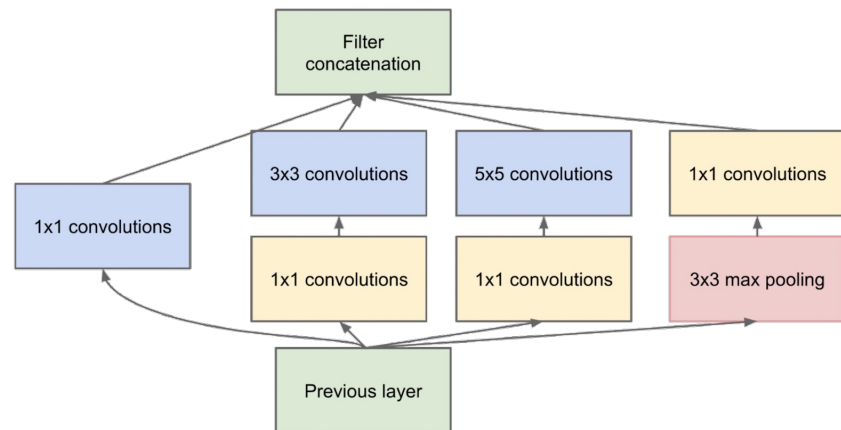 Filter
concatenation
3x3 convolutions
5x5 convolutions
1x1 convolutions
1x1 convolutions
1x1 convolutions
1x1 convolutions
3x3 max pooling
Previous layer